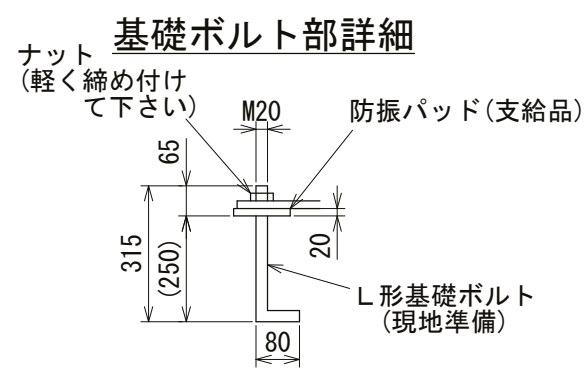 基礎ボルト部詳細
ナット
(軽く締め付け
て下さい)
M20
防振パッド(支給品)
65
315
(250)
20
L形基礎ボルト
(現地準備)
80